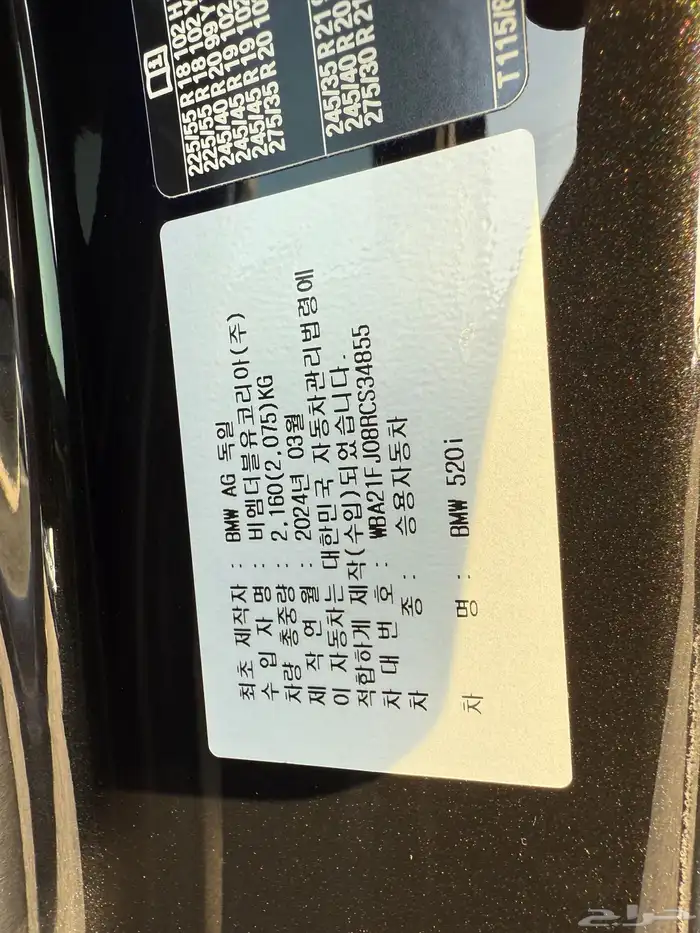 1
225/55 R 18 102 H
225/55 R 18 102 Y
245/40 R 20 99 Y
245/45 R 19 102
245/45 R 19 102
275/35 R 20 10
245/35 R 21 9
245/40 R 20
275/30 R 21
T115/
최초 제작자 : BMW AG 독일
수 입 자 명 : 비엠더블유코리아(주)
차량 총중량 : 2,160(2,075)KG
제 작 연 월 : 2024년 03월
이 자동차는 대한민국 자동차관리법령에
적합하게 제작(수입)되었습니다.
차 대 번 호 : WBA21FJ08RCS34855
차 종 : 승용자동차
차 명 : BMW 520i
حراج